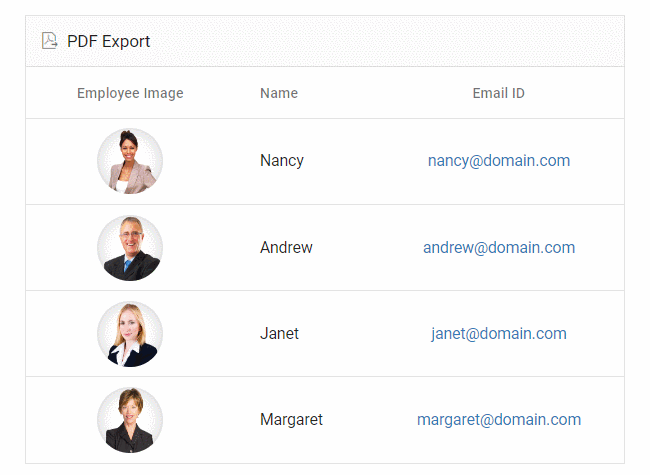 PDF Export
Employee Image Name Email ID
Nancy nancy@domain.com
Andrew andrew@domain.com
Janet janet@domain.com
Margaret margaret@domain.com